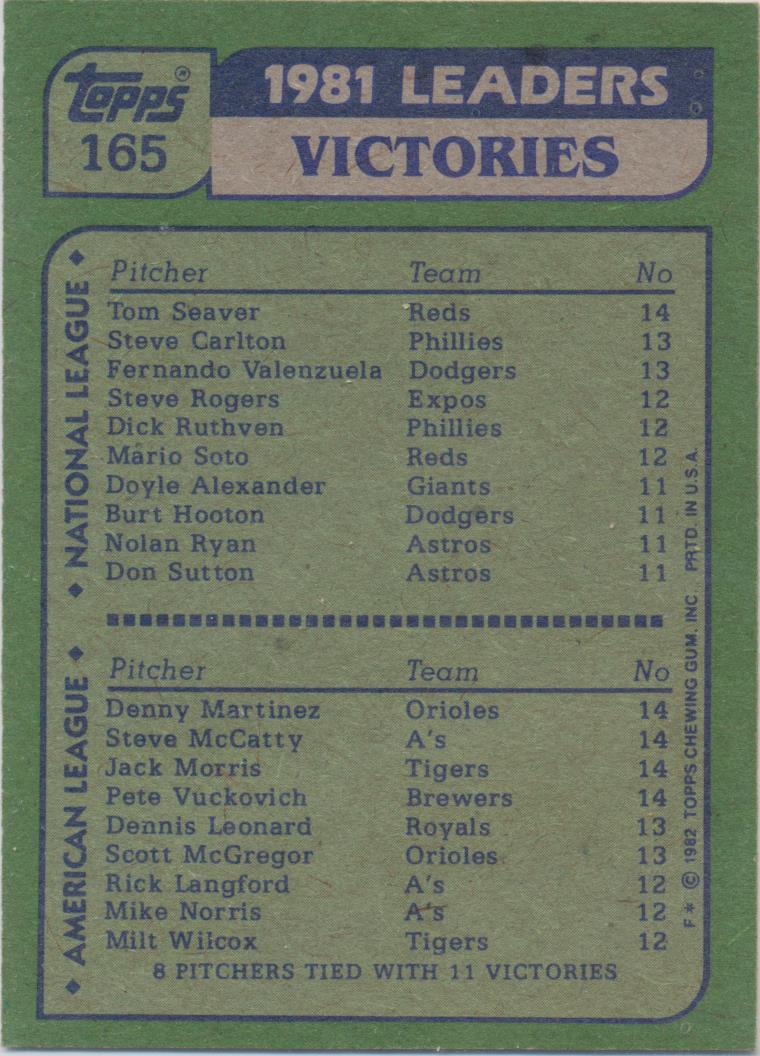 Topps®
165
1981 LEADERS
VICTORIES
◆ NATIONAL LEAGUE ◆
Pitcher Team No
Tom Seaver Reds 14
Steve Carlton Phillies 13
Fernando Valenzuela Dodgers 13
Steve Rogers Expos 12
Dick Ruthven Phillies 12
Mario Soto Reds 12
Doyle Alexander Giants 11
Burt Hooton Dodgers 11
Nolan Ryan Astros 11
Don Sutton Astros 11
◆ AMERICAN LEAGUE ◆
Pitcher Team No
Denny Martinez Orioles 14
Steve McCatty A's 14
Jack Morris Tigers 14
Pete Vuckovich Brewers 14
Dennis Leonard Royals 13
Scott McGregor Orioles 13
Rick Langford A's 12
Mike Norris A's 12
Milt Wilcox Tigers 12
8 PITCHERS TIED WITH 11 VICTORIES
F* © 1982 TOPPS CHEWING GUM. INC. PRTD. IN U.S.A.